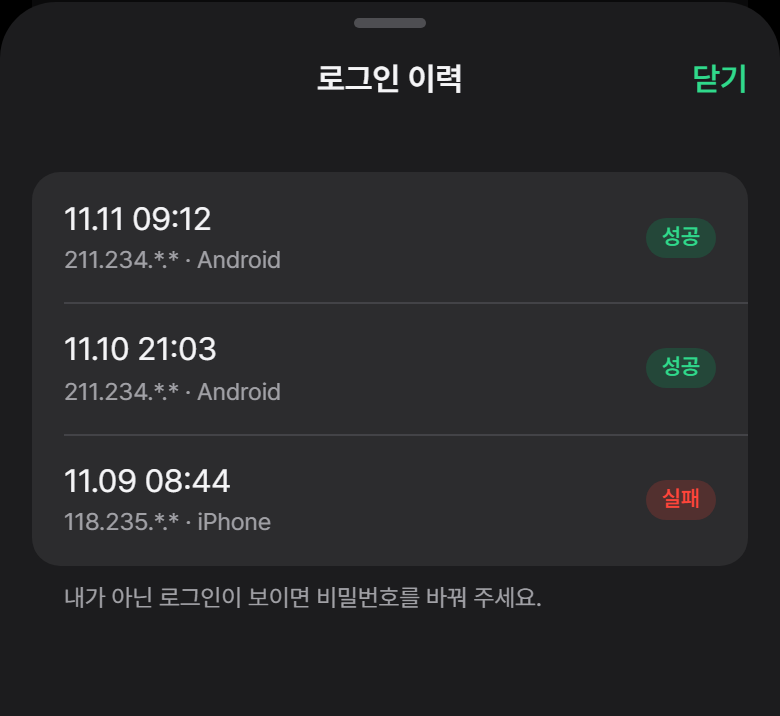 로그인 이력
닫기
11.11 09:12
211.234.*.* · Android
성공
11.10 21:03
211.234.*.* · Android
성공
11.09 08:44
118.235.*.* · iPhone
실패
내가 아닌 로그인이 보이면 비밀번호를 바꿔 주세요.